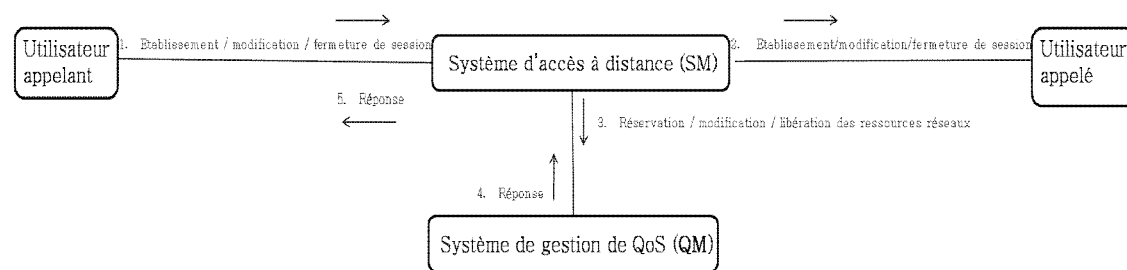 Utilisateur
appelant
1. Etablissement / modification / fermeture de session
Système d'accès à distance (SM)
2. Etablissement/modification/fermeture de session
Utilisateur
appelé
5. Réponse
3. Réservation / modification / libération des ressources réseaux
4. Réponse
Système de gestion de QoS (QM)